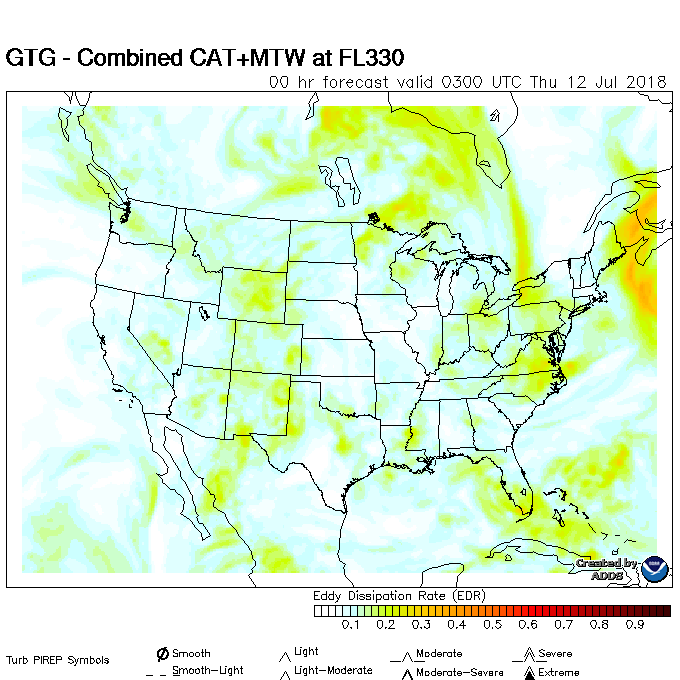 GTG - Combined CAT+MTW at FL330
00 hr forecast valid 0300 UTC Thu 12 Jul 2018
Created by
ADDS
Eddy Dissipation Rate (EDR)
0.1 0.2 0.3 0.4 0.5 0.6 0.7 0.8 0.9
Turb PIREP Symbols
Smooth Light Moderate Severe
Smooth-Light Light-Moderate Moderate-Severe Extreme